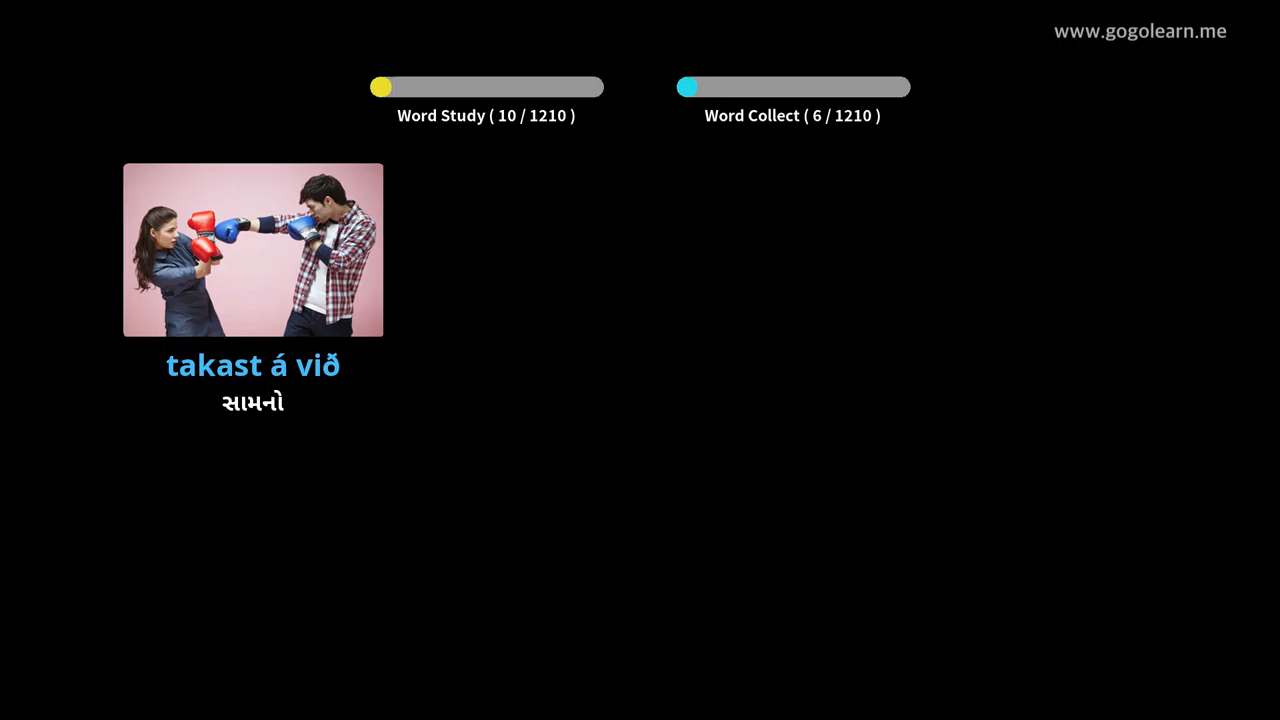 www.gogolearn.me
Word Study ( 10 / 1210 )
Word Collect ( 6 / 1210 )
takast á við
સામનો